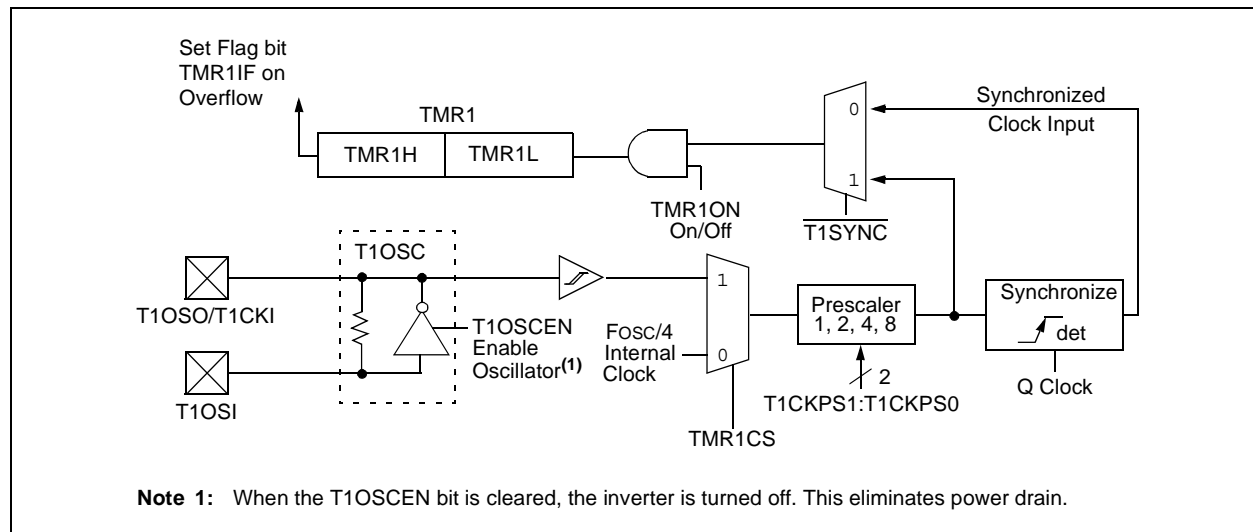 Set Flag bit
TMR1IF on
Overflow
TMR1
TMR1H
TMR1L
TMR1ON
On/Off
0
1
T1SYNC
Synchronized
Clock Input
T1OSC
T1OSO/T1CKI
T1OSI
T1OSCEN
Enable
Oscillator(1)
FOSC/4
Internal
Clock
1
0
TMR1CS
Prescaler
1, 2, 4, 8
2
T1CKPS1:T1CKPS0
Synchronize
det
Q Clock
Note 1: When the T1OSCEN bit is cleared, the inverter is turned off. This eliminates power drain.